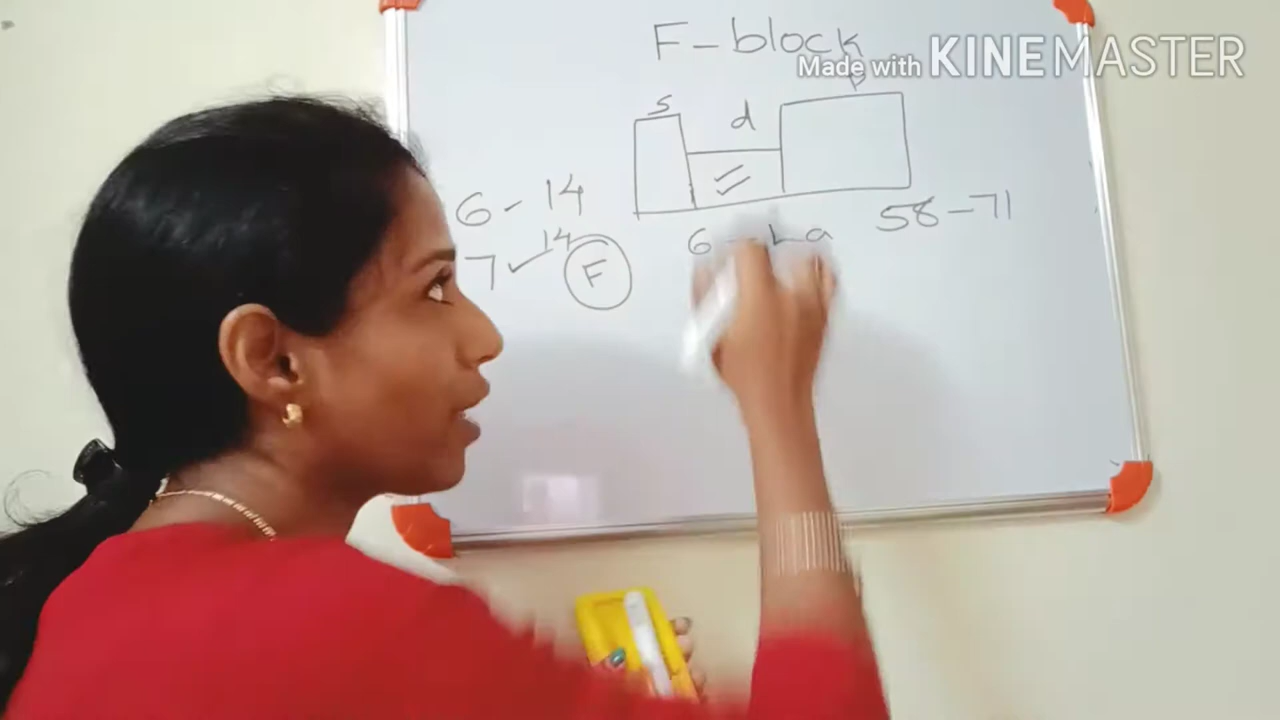 F-block
Made with KINEMASTER
s
d
p
6 - 14
58-71
6 - La
14
7
F